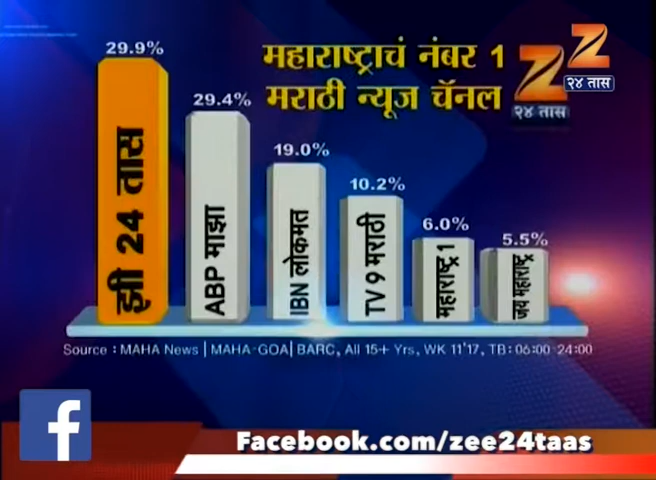 महाराष्ट्राचं नंबर 1
मराठी न्यूज चॅनल
२४ तास
२४ तास
29.9%
झी 24 तास
29.4%
ABP माझा
19.0%
IBN लोकमत
10.2%
TV 9 मराठी
6.0%
महाराष्ट्र 1
5.5%
जय महाराष्ट्र
Source : MAHA News | MAHA-GOA| BARC, All 15+ Yrs, WK 11'17, TB: 06:00-24:00
f
Facebook.com/zee24taas